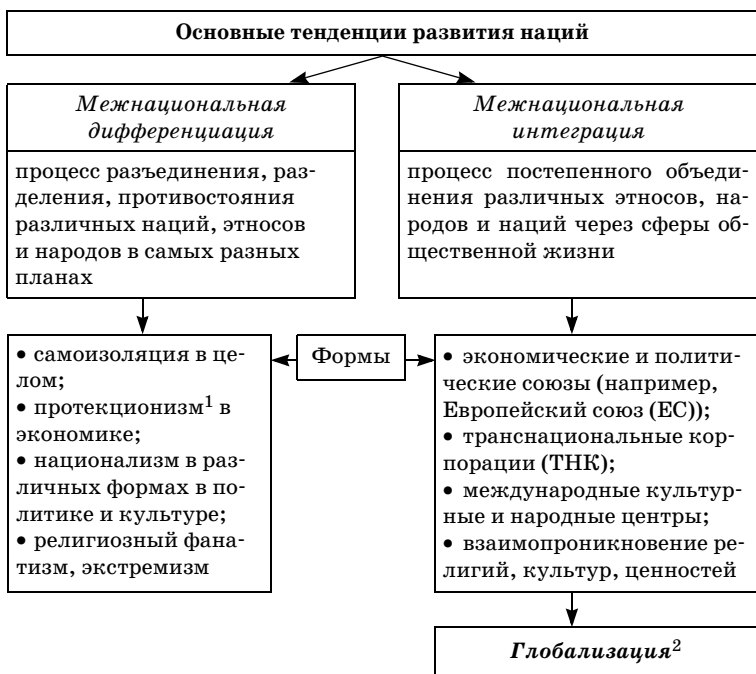 Основные тенденции развития наций
Межнациональная
дифференциация
процесс разъединения, раз-
деления, противостояния
различных наций, этносов
и народов в самых разных
планах
Межнациональная
интеграция
процесс постепенного объеди-
нения различных этносов, на-
родов и наций через сферы об-
щественной жизни
Формы
• самоизоляция в це-
лом;
• протекционизм¹ в
экономике;
• национализм в раз-
личных формах в по-
литике и культуре;
• религиозный фана-
тизм, экстремизм
• экономические и полити-
ческие союзы (например,
Европейский союз (ЕС));
• транснациональные кор-
порации (ТНК);
• международные культур-
ные и народные центры;
• взаимопроникновение ре-
лигий, культур, ценностей
Глобализация²